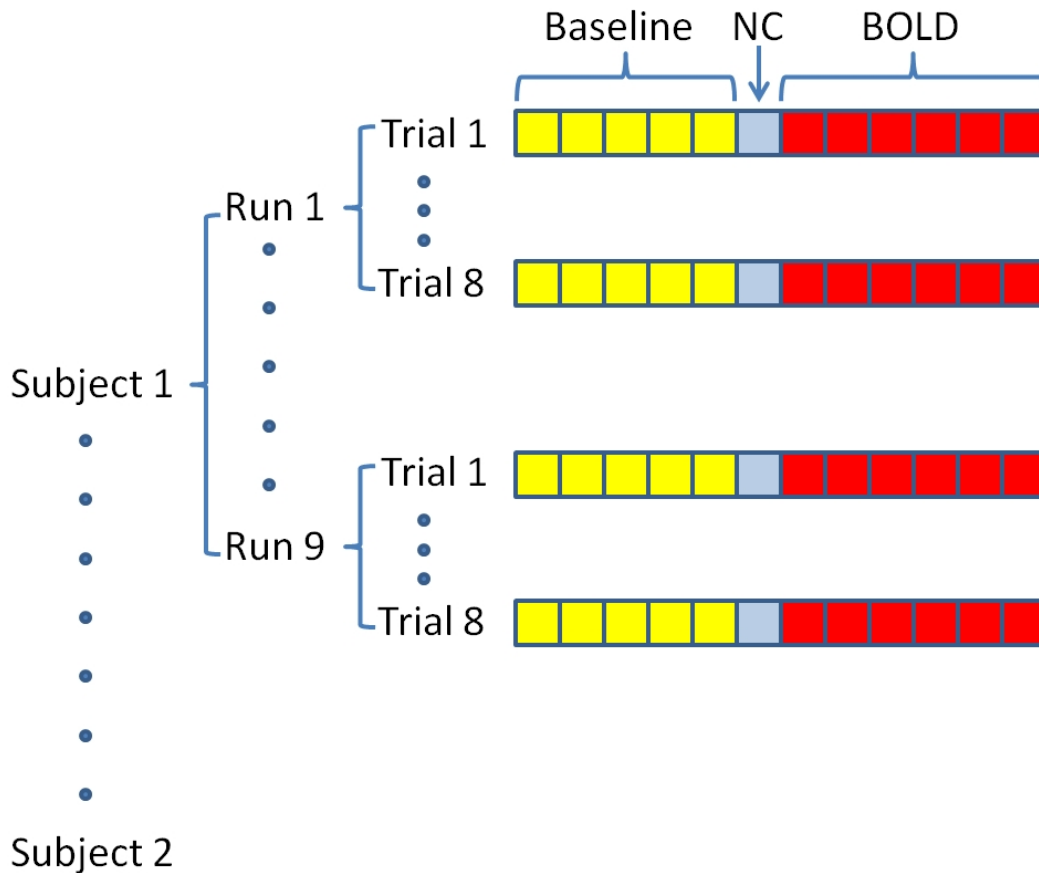 Baseline NC BOLD
Trial 1
Run 1
Trial 8
Subject 1
Trial 1
Run 9
Trial 8
Subject 2